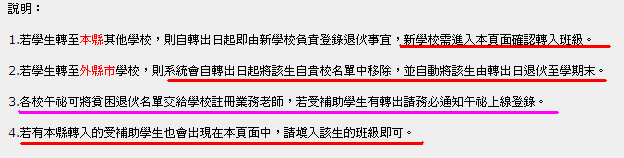 說明：
1.若學生轉至本縣其他學校，則自轉出日起即由新學校負責登錄退伙事宜，新學校需進入本頁面確認轉入班級。
2.若學生轉至外縣市學校，則系統會自轉出日起將該生自貴校名單中移除，並自動將該生由轉出日退伙至學期末。
3.各校午祕可將貧困退伙名單交給學校註冊業務老師，若受補助學生有轉出請務必通知午祕上線登錄。
4.若有本縣轉入的受補助學生也會出現在本頁面中，請填入該生的班級即可。